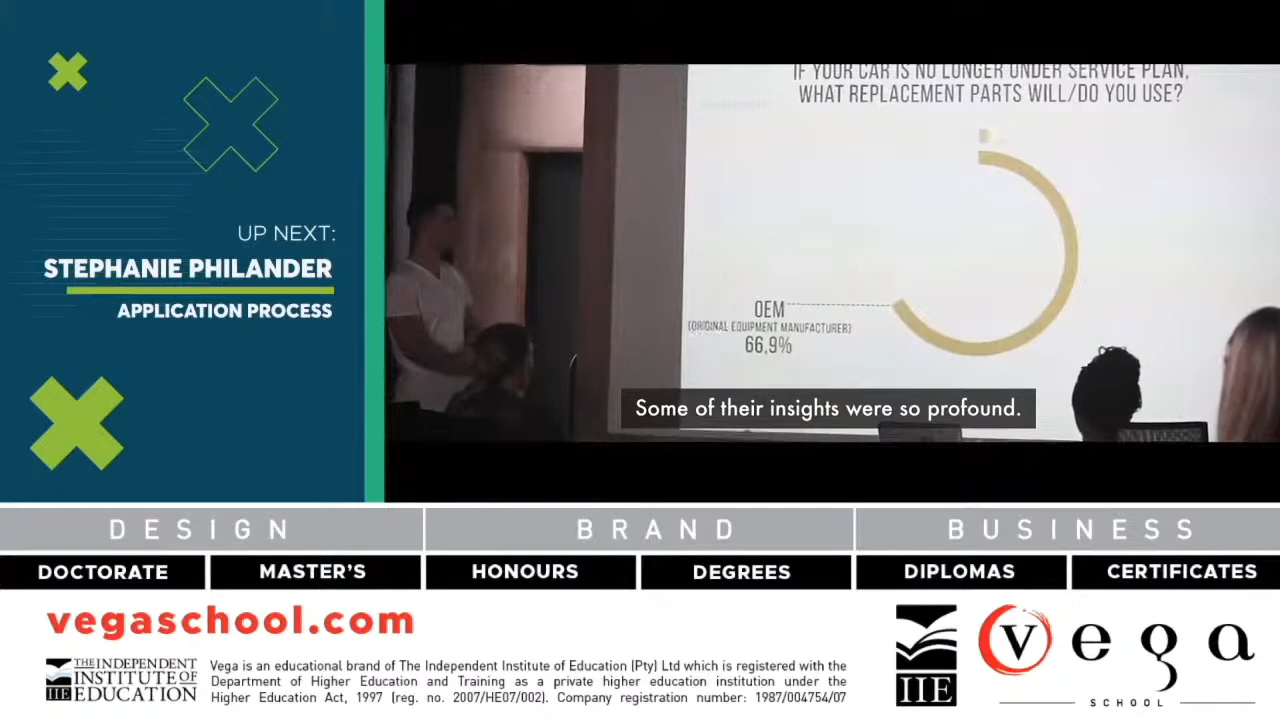 UP NEXT:
STEPHANIE PHILANDER
APPLICATION PROCESS
IF YOUR CAR IS NO LONGER UNDER SERVICE PLAN,
WHAT REPLACEMENT PARTS WILL/DO YOU USE?
OEM
(ORIGINAL EQUIPMENT MANUFACTURER)
66,9%
Some of their insights were so profound.
DESIGN
BRAND
BUSINESS
DOCTORATE
MASTER'S
HONOURS
DEGREES
DIPLOMAS
CERTIFICATES
vegaschool.com
THE INDEPENDENT
INSTITUTE OF
IIE EDUCATION
Vega is an educational brand of The Independent Institute of Education (Pty) Ltd which is registered with the
Department of Higher Education and Training as a private higher education institution under the
Higher Education Act, 1997 (reg. no. 2007/HE07/002). Company registration number: 1987/004754/07
IIE
vega
SCHOOL